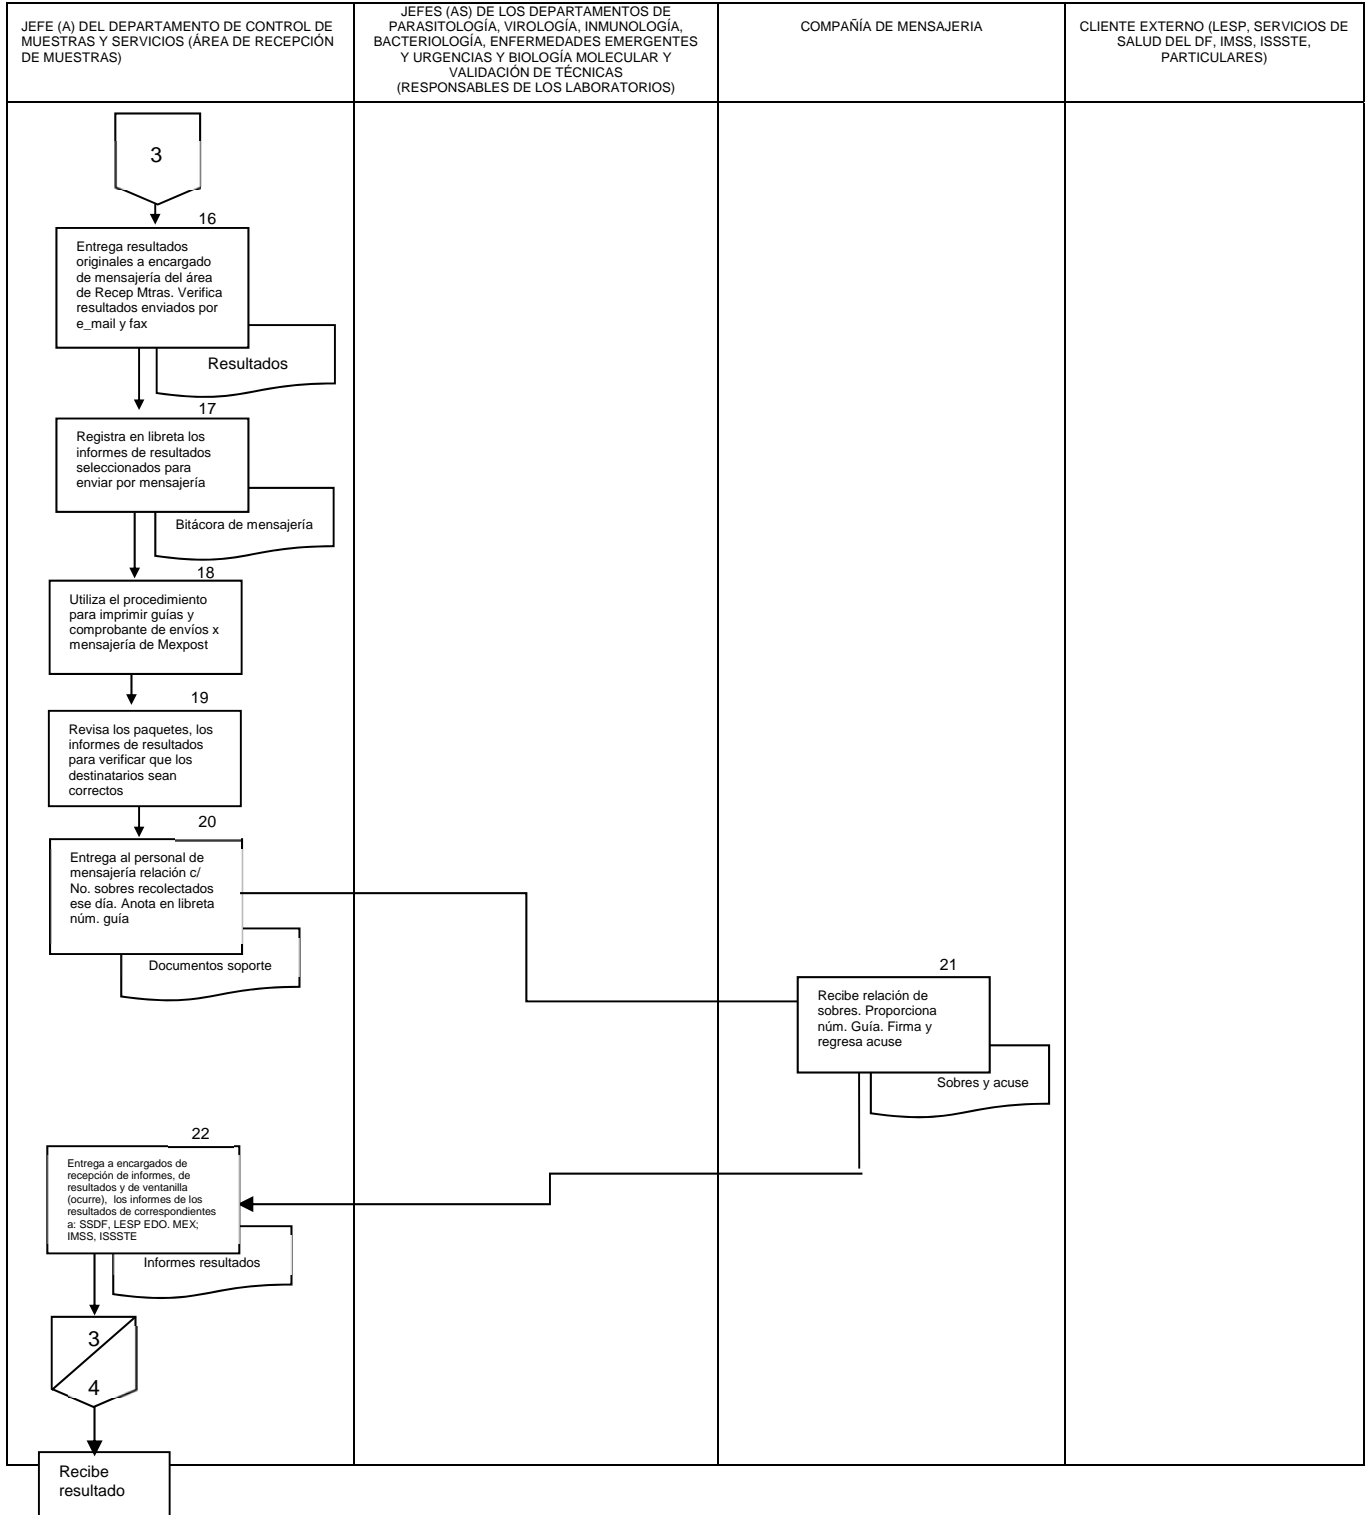 JEFE (A) DEL DEPARTAMENTO DE CONTROL DE
MUESTRAS Y SERVICIOS (ÁREA DE RECEPCIÓN
DE MUESTRAS)
JEFES (AS) DE LOS DEPARTAMENTOS DE
PARASITOLOGÍA, VIROLOGÍA, INMUNOLOGÍA,
BACTERIOLOGÍA, ENFERMEDADES EMERGENTES
Y URGENCIAS Y BIOLOGÍA MOLECULAR Y
VALIDACIÓN DE TÉCNICAS
(RESPONSABLES DE LOS LABORATORIOS)
COMPAÑÍA DE MENSAJERIA
CLIENTE EXTERNO (LESP, SERVICIOS DE
SALUD DEL DF, IMSS, ISSSTE,
PARTICULARES)
3
16
Entrega resultados
originales a encargado
de mensajería del área
de Recep Mtras. Verifica
resultados enviados por
e_mail y fax
Resultados
17
Registra en libreta los
informes de resultados
seleccionados para
enviar por mensajería
Bitácora de mensajería
18
Utiliza el procedimiento
para imprimir guías y
comprobante de envíos x
mensajería de Mexpost
19
Revisa los paquetes, los
informes de resultados
para verificar que los
destinatarios sean
correctos
20
Entrega al personal de
mensajería relación c/
No. sobres recolectados
ese día. Anota en libreta
núm. guía
Documentos soporte
21
Recibe relación de
sobres. Proporciona
núm. Guía. Firma y
regresa acuse
Sobres y acuse
22
Entrega a encargados de
recepción de informes, de
resultados y de ventanilla
(ocurre), los informes de los
resultados de correspondientes
a: SSDF, LESP EDO. MEX;
IMSS, ISSSTE
Informes resultados
3
4
Recibe
resultado